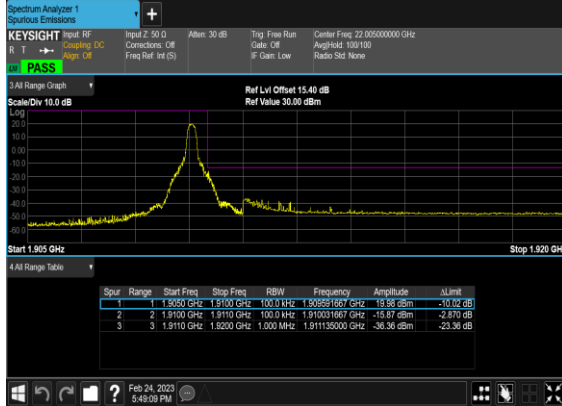 Spectrum Analyzer 1
Spurious Emissions
+
KEYSIGHT Input: RF Input Z: 50 Ω Atten: 30 dB Trig: Free Run Center Freq: 22.005000000 GHz
R T Coupling: DC Corrections: Off Gate: Off Avg|Hold: 100/100
Align: Off Freq Ref: Int (S) IF Gain: Low Radio Std: None
PASS
3 All Range Graph
Ref Lvl Offset 15.40 dB
Scale/Div 10.0 dB Ref Value 30.00 dBm
Log
20.0
10.0
0.00
-10.0
-20.0
-30.0
-40.0
-50.0
-60.0
Start 1.905 GHz Stop 1.920 GH
4 All Range Table
Spur Range Start Freq Stop Freq RBW Frequency Amplitude ΔLimit
1 1 1.9050 GHz 1.9100 GHz 100.0 kHz 1.909591667 GHz 19.98 dBm -10.02 dB
2 2 1.9100 GHz 1.9110 GHz 100.0 kHz 1.910031667 GHz -15.87 dBm -2.870 dB
3 3 1.9110 GHz 1.9200 GHz 1.000 MHz 1.911135000 GHz -36.36 dBm -23.36 dB
? Feb 24, 2023
5:49:09 PM